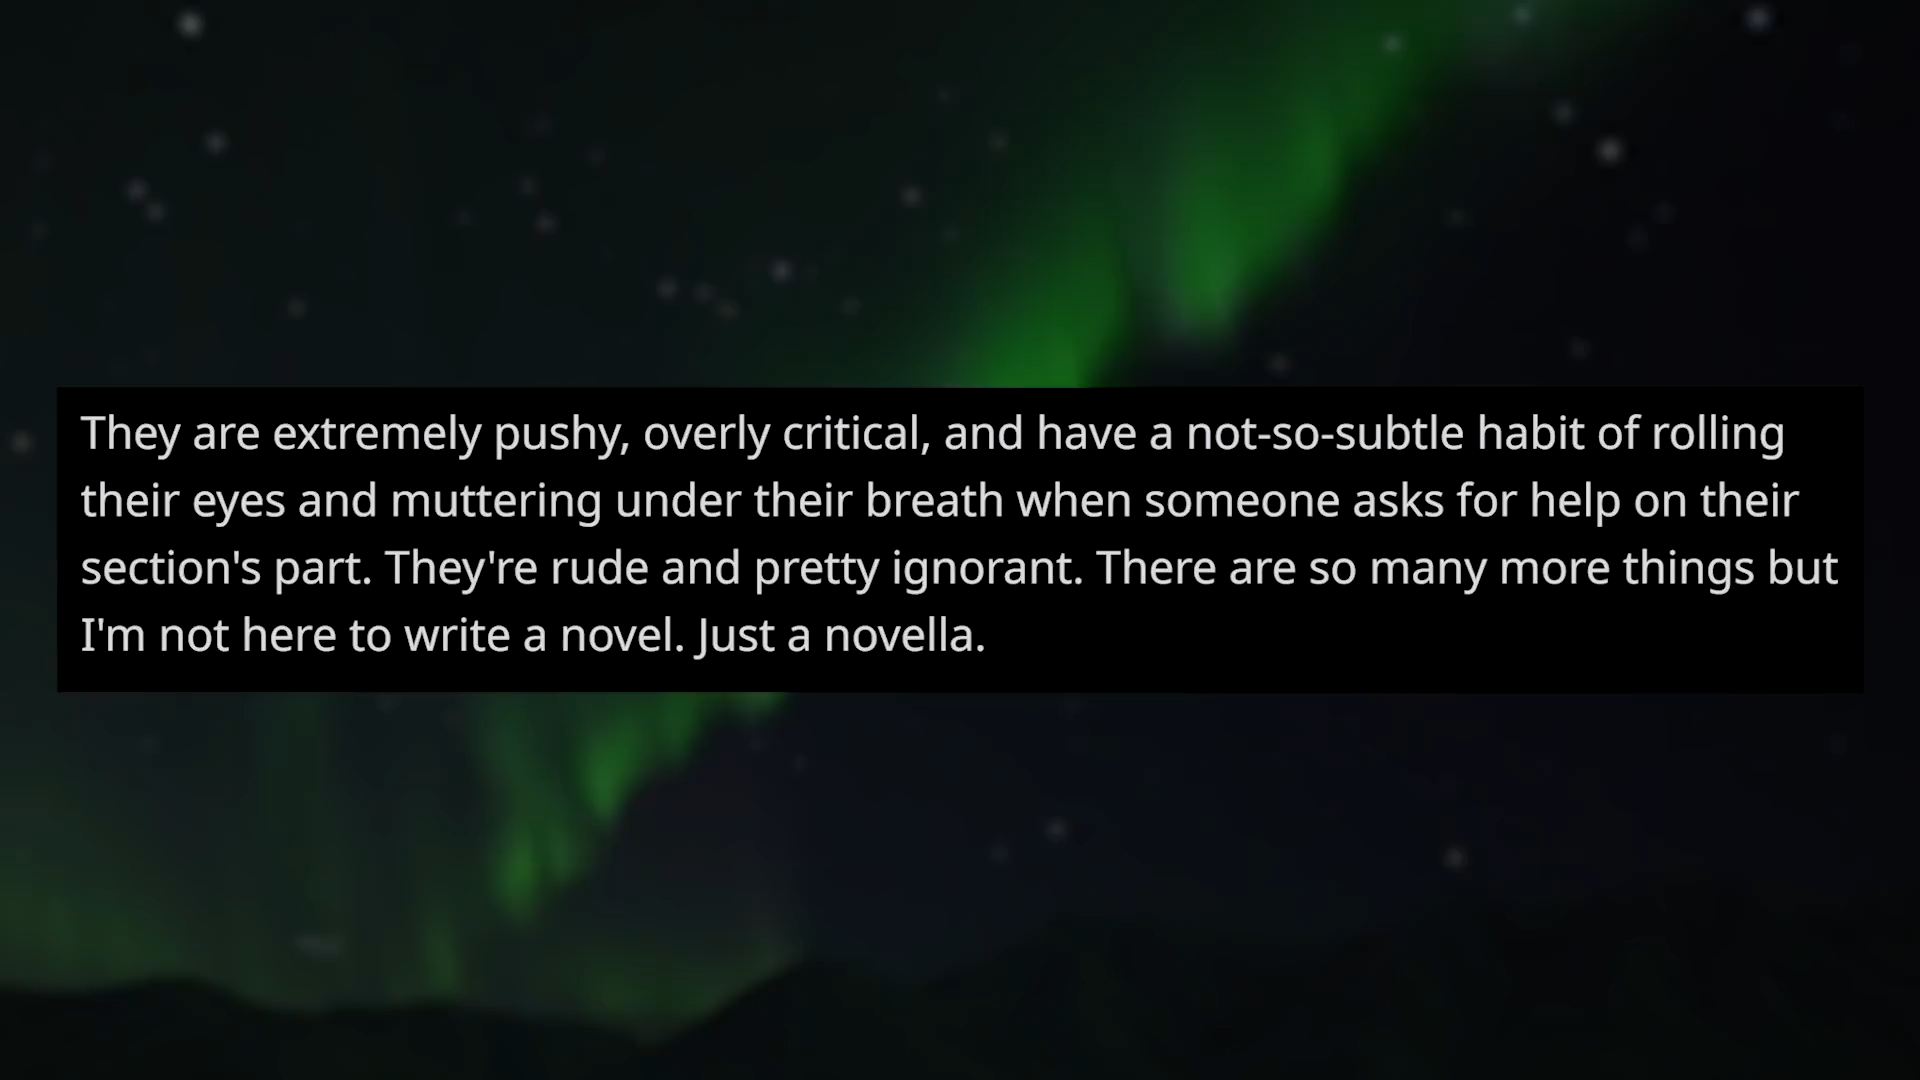 They are extremely pushy, overly critical, and have a not-so-subtle habit of rolling
their eyes and muttering under their breath when someone asks for help on their
section's part. They're rude and pretty ignorant. There are so many more things but
I'm not here to write a novel. Just a novella.